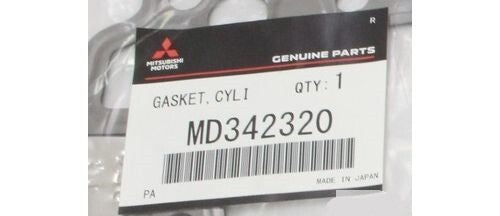 R
MITSUBISHI
MOTORS
GENUINE PARTS
GASKET, CYLI QTY: 1
MD342320
PA MADE IN JAPAN